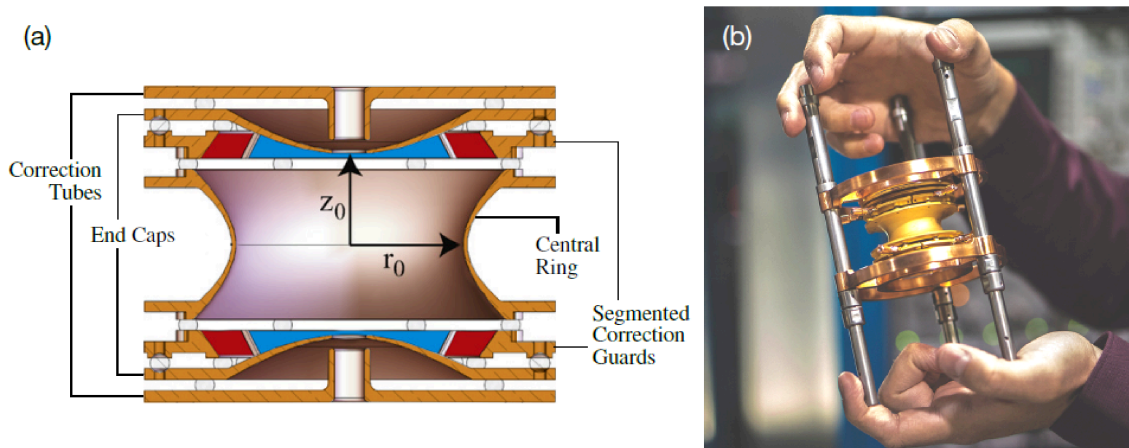 (a)
Correction
Tubes
End Caps
z0
r0
Central
Ring
Segmented
Correction
Guards
(b)